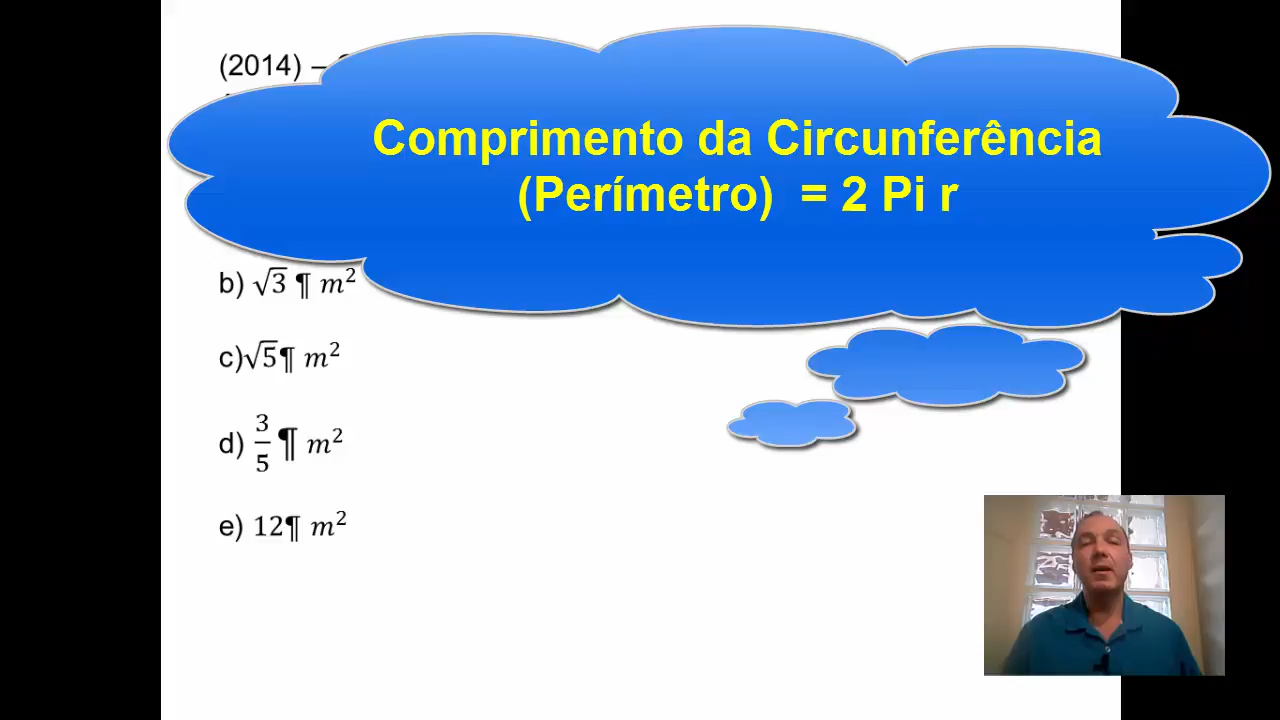 (2014) –
Comprimento da Circunferência
(Perímetro) = 2 Pi r
b) √3 ¶ m²
c)√5¶ m²
d) 3/5 ¶ m²
e) 12¶ m²